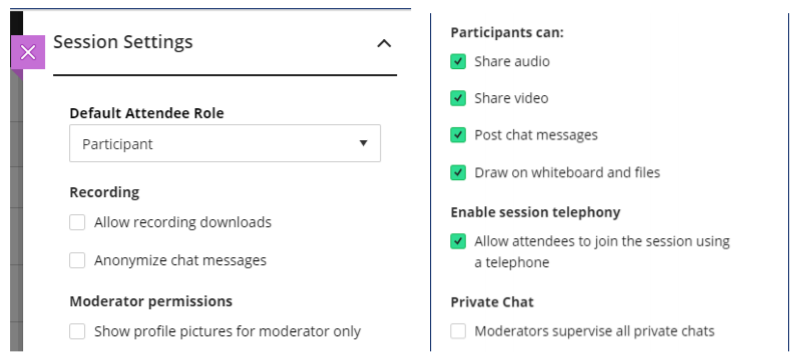 Session Settings
Default Attendee Role
Participant
Recording
Allow recording downloads
Anonymize chat messages
Moderator permissions
Show profile pictures for moderator only
Participants can:
Share audio
Share video
Post chat messages
Draw on whiteboard and files
Enable session telephony
Allow attendees to join the session using
a telephone
Private Chat
Moderators supervise all private chats